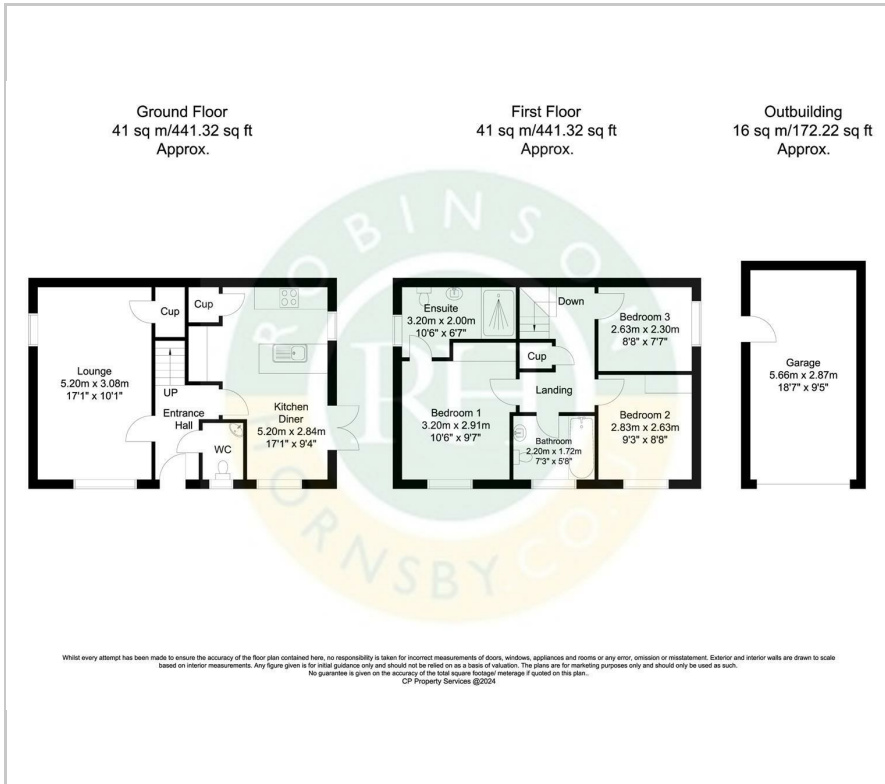 Ground Floor
41 sq m/441.32 sq ft
Approx.
First Floor
41 sq m/441.32 sq ft
Approx.
Outbuilding
16 sq m/172.22 sq ft
Approx.
Cup
Cup
Lounge
5.20m x 3.08m
17'1" x 10'1"
UP
Entrance
Hall
WC
Kitchen
Diner
5.20m x 2.84m
17'1" x 9'4"
Ensuite
3.20m x 2.00m
10'6" x 6'7"
Down
Bedroom 3
2.63m x 2.30m
8'8" x 7'7"
Cup
Landing
Bedroom 1
3.20m x 2.91m
10'6" x 9'7"
Bathroom
2.20m x 1.72m
7'3" x 5'8"
Bedroom 2
2.83m x 2.63m
9'3" x 8'8"
Garage
5.66m x 2.87m
18'7" x 9'5"
ROBINSON
RH
HORNSBY.CO.UK
Whilst every attempt has been made to ensure the accuracy of the floor plan contained here, no responsibility is taken for incorrect measurements of doors, windows, appliances and rooms or any error, omission or misstatement. Exterior and interior walls are drawn to scale
based on interior measurements. Any figure given is for initial guidance only and should not be relied on as a basis of valuation. The plans are for marketing purposes only and should only be used as such.
No guarantee is given on the accuracy of the total square footage/ meterage if quoted on this plan..
CP Property Services @2024